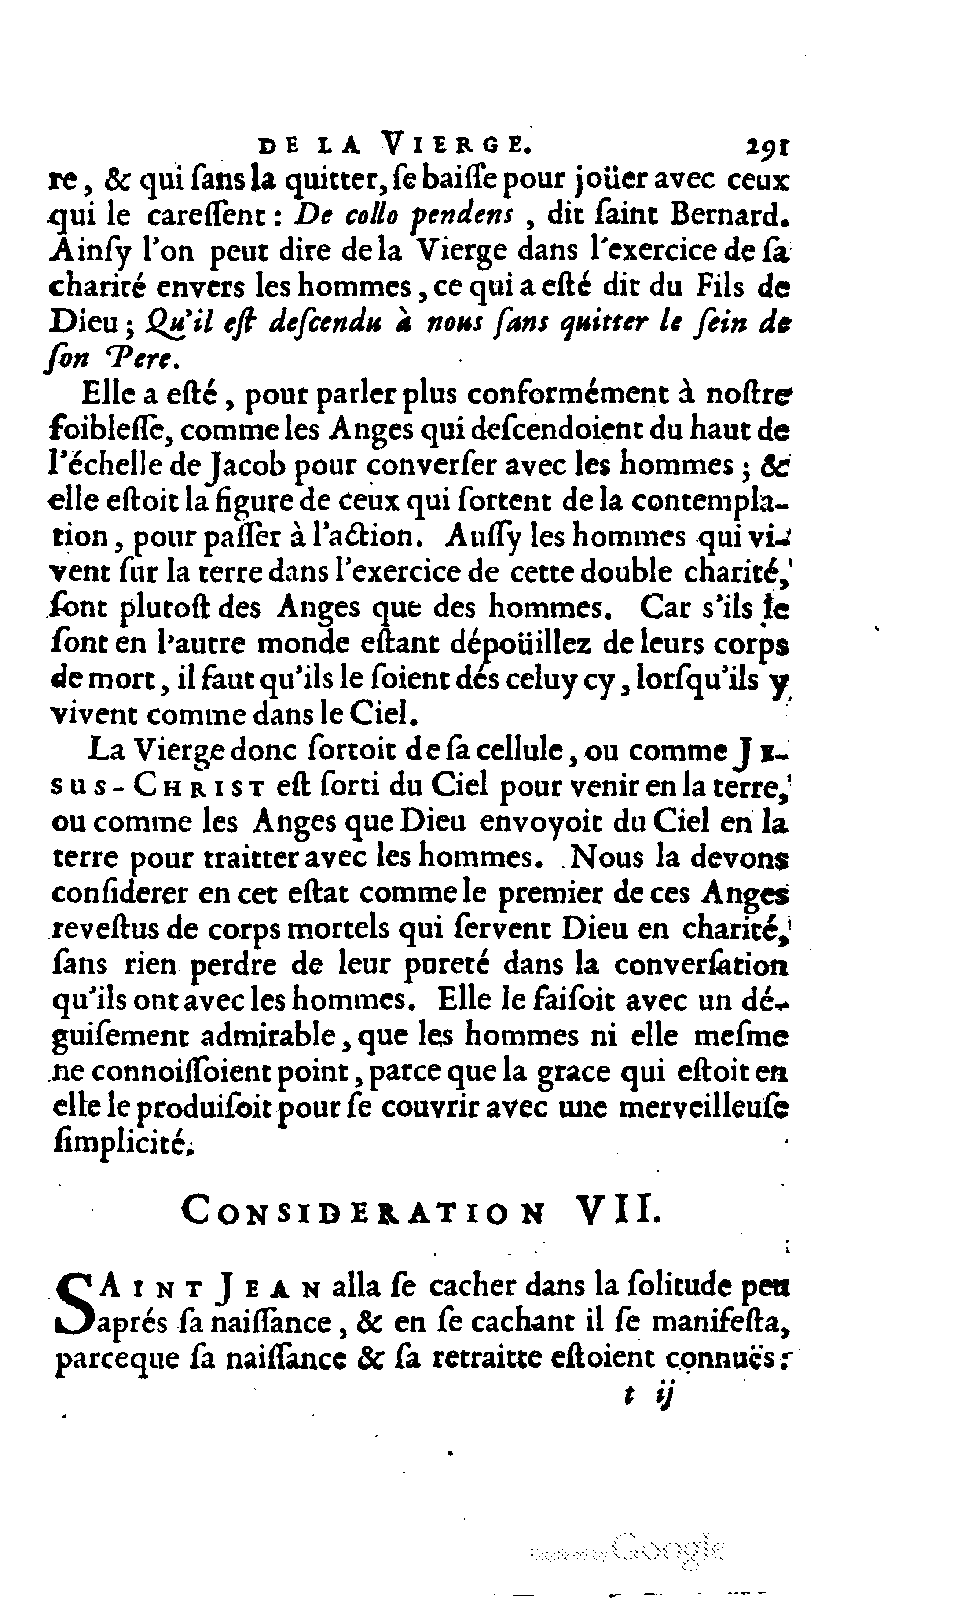 DE LA VIERGE. 291
re, & qui ſans la quitter, ſe baiſſe pour joüer avec ceux
qui le careſſent : De collo pendens , dit ſaint Bernard.
Ainſy l'on peut dire de la Vierge dans l'exercice de ſa
charité envers les hommes, ce qui a eſté dit du Fils de
Dieu ; Qu'il eſt deſcendu à nous ſans quitter le ſein de
ſon Pere.
Elle a eſté, pour parler plus conformément à noſtre
foibleſſe, comme les Anges qui deſcendoient du haut de
l'échelle de Jacob pour converſer avec les hommes ; &
elle eſtoit la figure de ceux qui ſortent de la contempla-
tion, pour paſſer à l'action. Auſſy les hommes qui vi-
vent ſur la terre dans l'exercice de cette double charité,
ſont plutoſt des Anges que des hommes. Car s'ils le
ſont en l'autre monde eſtant dépoüillez de leurs corps
de mort, il faut qu'ils le ſoient dés celuy cy, lorſqu'ils y
vivent comme dans le Ciel.
La Vierge donc ſortoit de ſa cellule, ou comme JE-
SUS-CHRIST eſt ſorti du Ciel pour venir en la terre,
ou comme les Anges que Dieu envoyoit du Ciel en la
terre pour traitter avec les hommes. Nous la devons
conſiderer en cet eſtat comme le premier de ces Anges
reveſtus de corps mortels qui ſervent Dieu en charité,
ſans rien perdre de leur pureté dans la converſation
qu'ils ont avec les hommes. Elle le faiſoit avec un dé-
guiſement admirable, que les hommes ni elle meſme
ne connoiſſoient point, parce que la grace qui eſtoit en
elle le produiſoit pour ſe couvrir avec une merveilleuſe
ſimplicité.
CONSIDERATION VII.
SAINT JEAN alla ſe cacher dans la ſolitude peu
aprés ſa naiſſance, & en ſe cachant il ſe manifeſta,
parceque ſa naiſſance & ſa retraitte eſtoient connuës :
t ij
Google